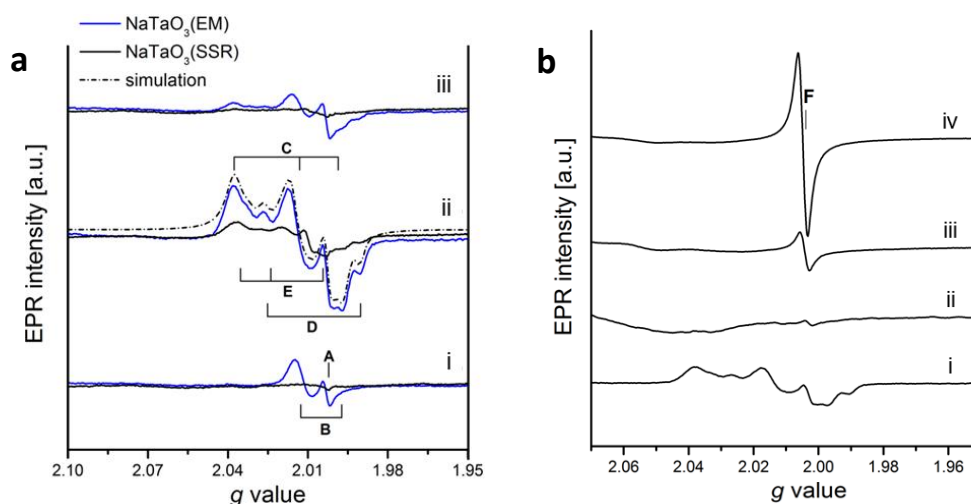 a
NaTaO₃(EM)
NaTaO₃(SSR)
simulation
iii
C
ii
E
D
A
i
B
EPR intensity [a.u.]
2.10 2.07 2.04 2.01 1.98 1.95
g value
b
F
iv
iii
ii
i
EPR intensity [a.u.]
2.06 2.04 2.02 2.00 1.98 1.96
g value